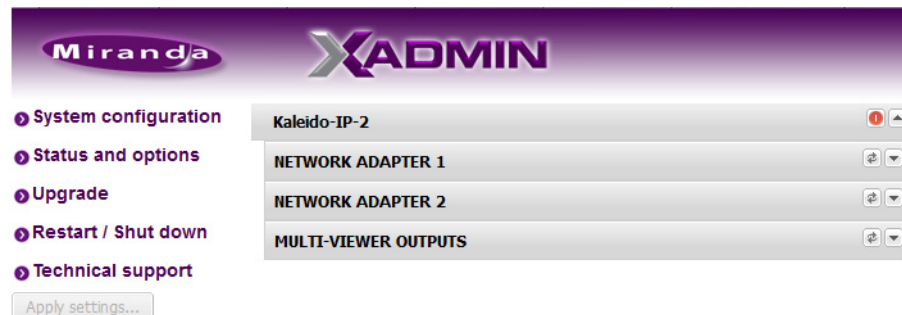 Miranda
XADMIN
System configuration
Status and options
Upgrade
Restart / Shut down
Technical support
Apply settings...
Kaleido-IP-2
NETWORK ADAPTER 1
NETWORK ADAPTER 2
MULTI-VIEWER OUTPUTS